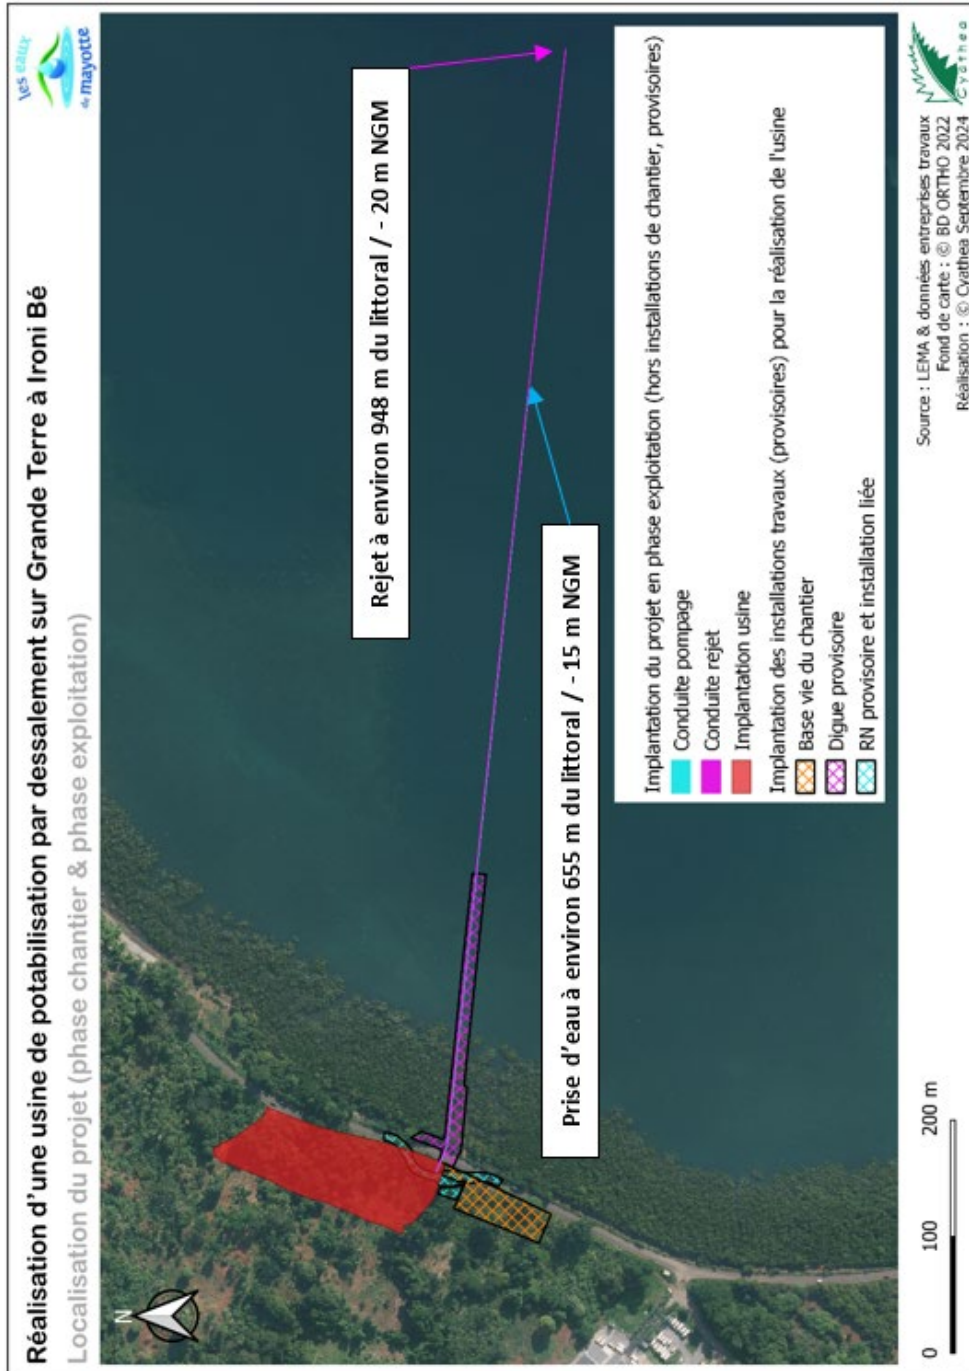 Réalisation d'une usine de potabilisation par dessalement sur Grande Terre à Ironi Bé
Localisation du projet (phase chantier & phase exploitation)
les eaux
de mayotte
N
Rejet à environ 948 m du littoral / - 20 m NGM
Prise d'eau à environ 655 m du littoral / - 15 m NGM
Implantation du projet en phase exploitation (hors installations de chantier, provisoires)
Conduite pompage
Conduite rejet
Implantation usine
Implantation des installations travaux (provisoires) pour la réalisation de l'usine
Base vie du chantier
Digue provisoire
RN provisoire et installation liée
0 100 200 m
Source : LEMA & données entreprises travaux
Fond de carte : © BD ORTHO 2022
Réalisation : © Cyathea Septembre 2024
Cyathea